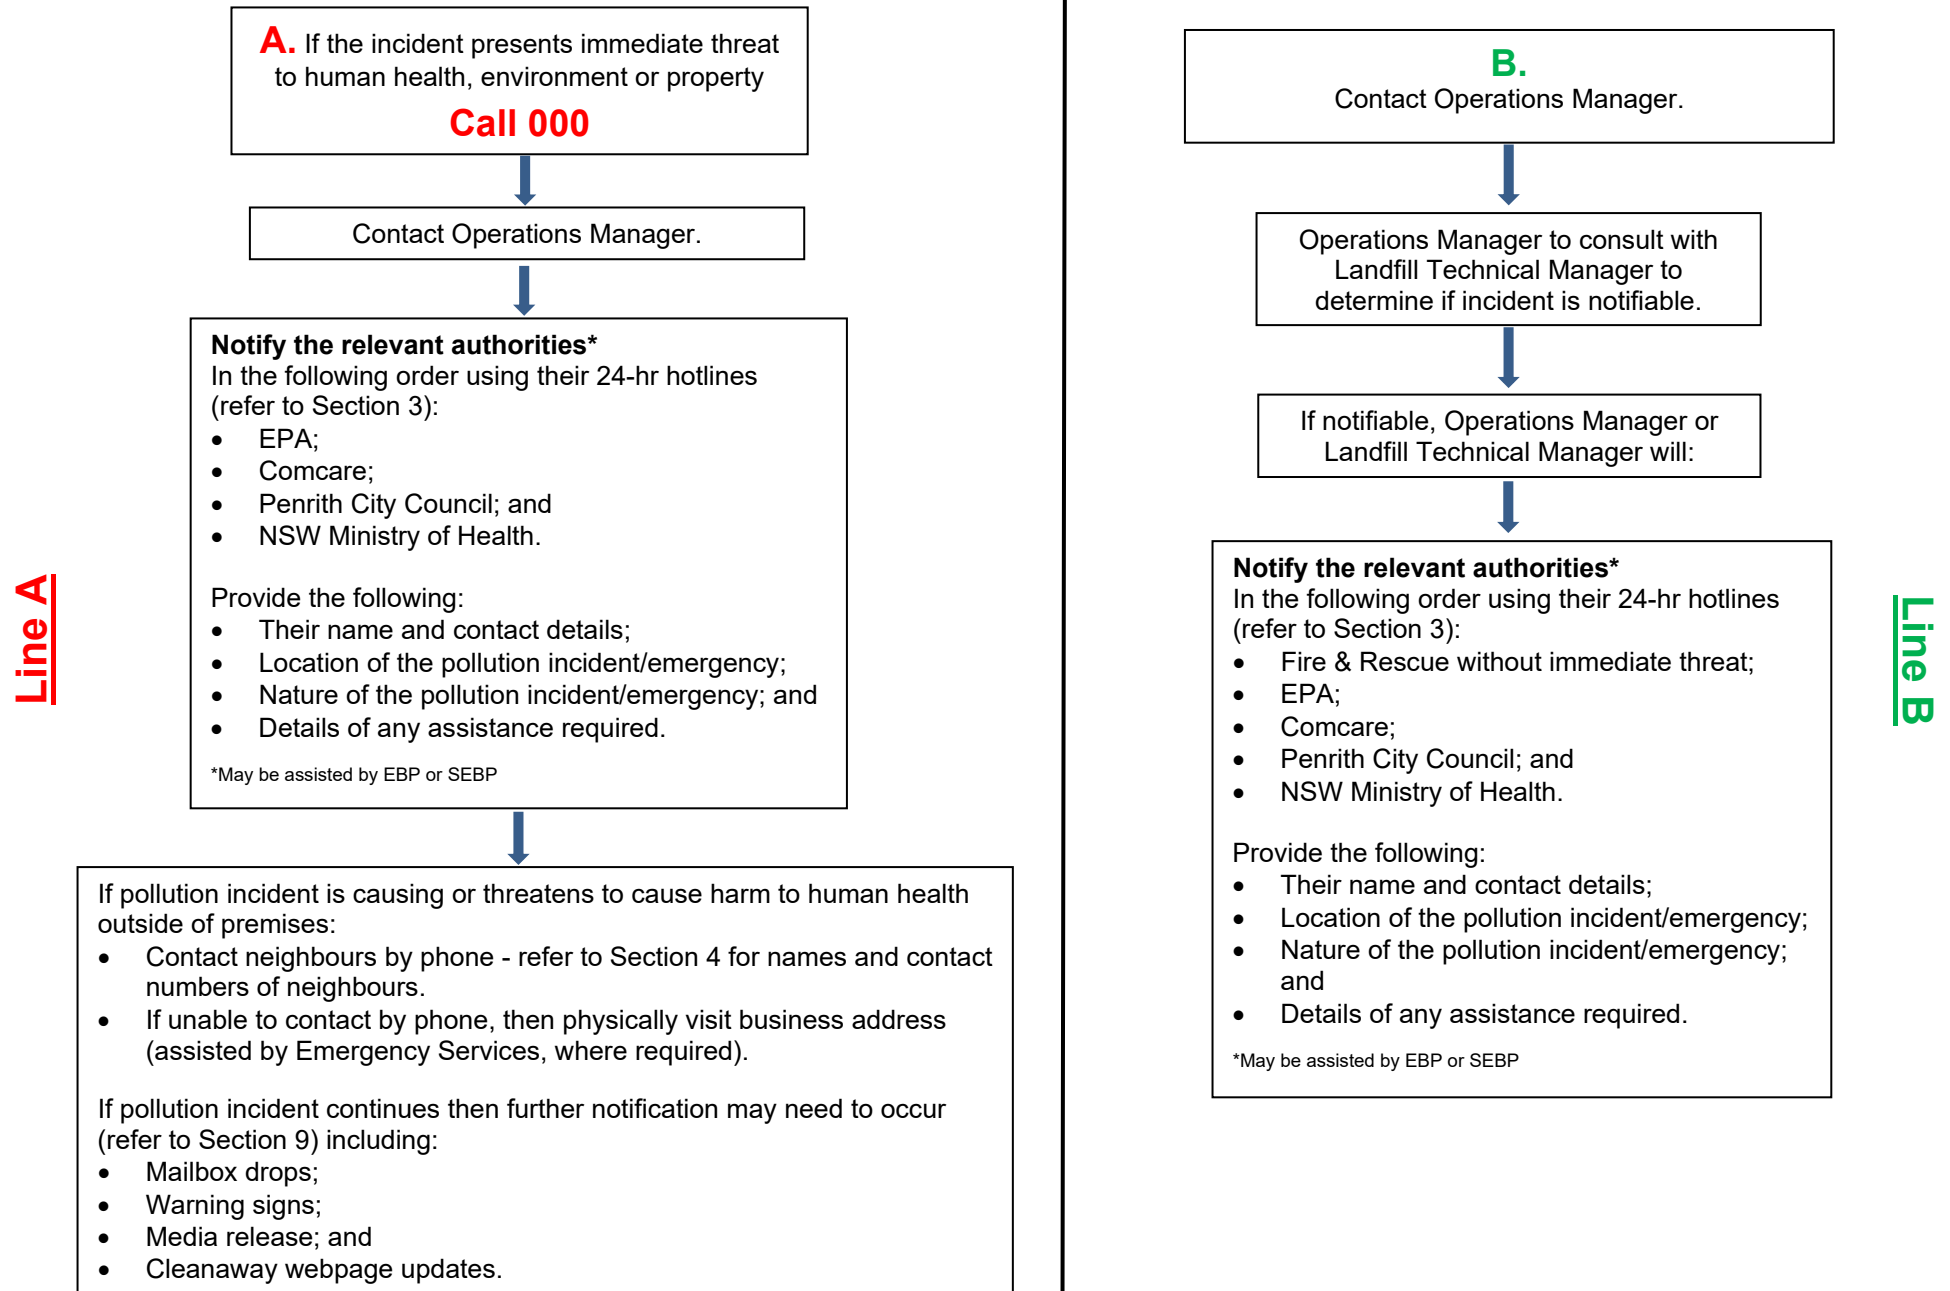 A. If the incident presents immediate threat
to human health, environment or property
Call 000
Contact Operations Manager.
Notify the relevant authorities*
In the following order using their 24-hr hotlines
(refer to Section 3):
• EPA;
• Comcare;
• Penrith City Council; and
• NSW Ministry of Health.
Provide the following:
• Their name and contact details;
• Location of the pollution incident/emergency;
• Nature of the pollution incident/emergency; and
• Details of any assistance required.
*May be assisted by EBP or SEBP
If pollution incident is causing or threatens to cause harm to human health
outside of premises:
• Contact neighbours by phone - refer to Section 4 for names and contact
numbers of neighbours.
• If unable to contact by phone, then physically visit business address
(assisted by Emergency Services, where required).
If pollution incident continues then further notification may need to occur
(refer to Section 9) including:
• Mailbox drops;
• Warning signs;
• Media release; and
• Cleanaway webpage updates.
Line A
B.
Contact Operations Manager.
Operations Manager to consult with
Landfill Technical Manager to
determine if incident is notifiable.
If notifiable, Operations Manager or
Landfill Technical Manager will:
Notify the relevant authorities*
In the following order using their 24-hr hotlines
(refer to Section 3):
• Fire & Rescue without immediate threat;
• EPA;
• Comcare;
• Penrith City Council; and
• NSW Ministry of Health.
Provide the following:
• Their name and contact details;
• Location of the pollution incident/emergency;
• Nature of the pollution incident/emergency;
and
• Details of any assistance required.
*May be assisted by EBP or SEBP
Line B